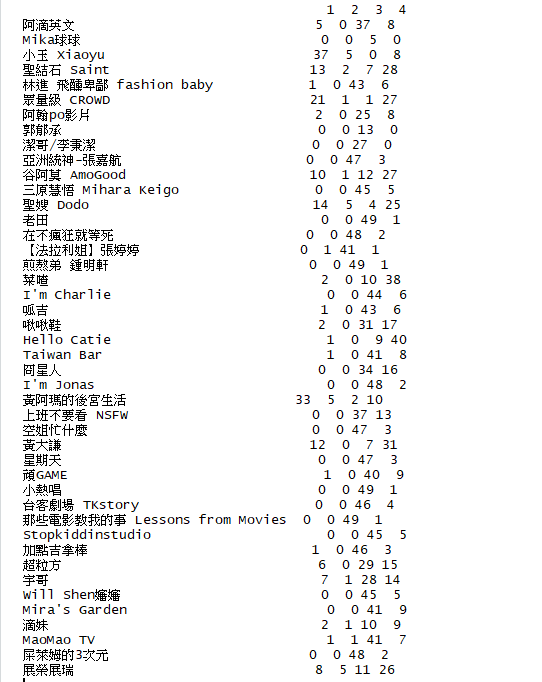 1 2 3 4
阿滴英文 5 0 37 8
Mika球球 0 0 5 0
小玉 Xiaoyu 37 5 0 8
聖結石 Saint 13 2 7 28
林進 飛踵卑鄙 fashion baby 1 0 43 6
眾量級 CROWD 21 1 1 27
阿翰po影片 2 0 25 8
郭郁承 0 0 13 0
潔哥/李秉潔 0 0 27 0
亞洲統神-張嘉航 0 0 47 3
谷阿莫 AmoGood 10 1 12 27
三原慧悟 Mihara Keigo 0 0 45 5
聖嫂 Dodo 14 5 4 25
老田 0 0 49 1
在不瘋狂就等死 0 0 48 2
【法拉利姐】張婷婷 0 1 41 1
煎熬弟 鍾明軒 0 0 49 1
菜喳 2 0 10 38
I'm Charlie 0 0 44 6
呱吉 1 0 43 6
啾啾鞋 2 0 31 17
Hello Catie 1 0 9 40
Taiwan Bar 1 0 41 8
冏星人 0 0 34 16
I'm Jonas 0 0 48 2
黃阿瑪的後宮生活 33 5 2 10
上班不要看 NSFW 0 0 37 13
空姐忙什麼 0 0 47 3
黃大謙 12 0 7 31
星期天 0 0 47 3
頑GAME 1 0 40 9
小熱唱 0 0 49 1
台客劇場 TKstory 0 0 46 4
那些電影教我的事 Lessons from Movies 0 0 49 1
Stopkiddinstudio 0 0 45 5
加點吉拿棒 1 0 46 3
超粒方 6 0 29 15
宇哥 7 1 28 14
Will Shen嬸嬸 0 0 45 5
Mira's Garden 0 0 41 9
滴妹 2 1 10 9
MaoMao TV 1 1 41 7
屎萊姆的3次元 0 0 48 2
展榮展瑞 8 5 11 26